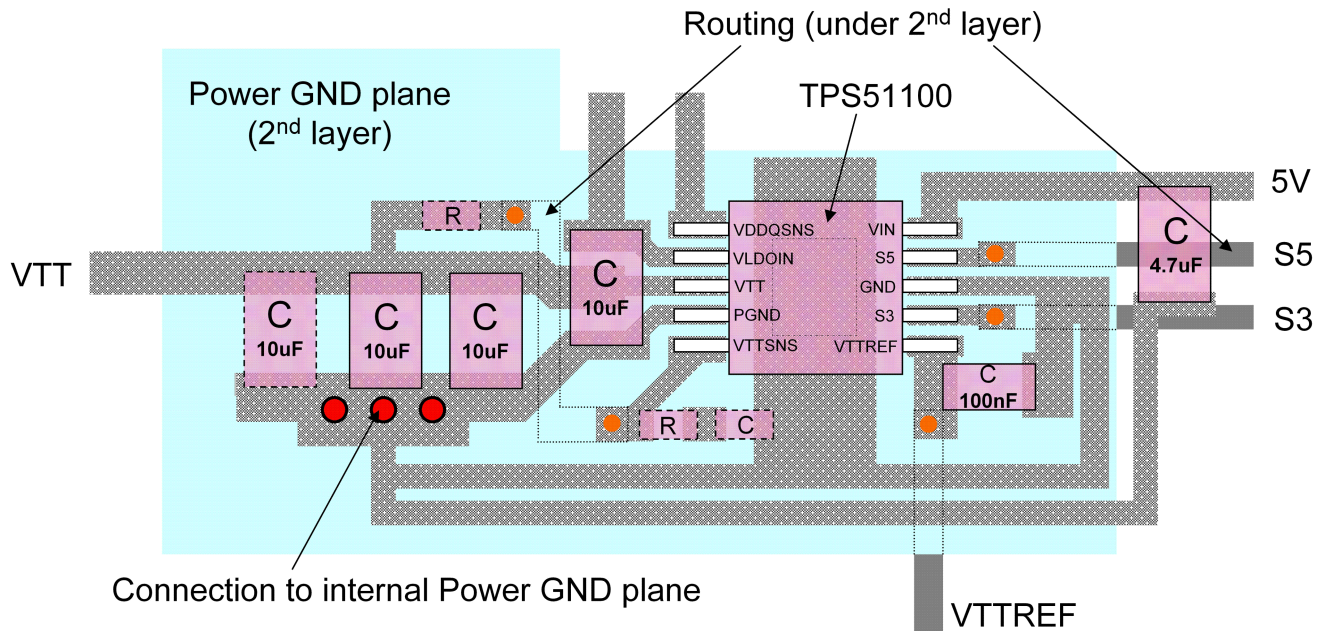 Routing (under 2nd layer)
Power GND plane
(2nd layer)
TPS51100
5V
S5
S3
VTT
R
C
10uF
C
10uF
C
10uF
C
10uF
VDDQSNS
VLDOIN
VTT
PGND
VTTSNS
VIN
S5
GND
S3
VTTREF
C
4.7uF
C
100nF
R
C
Connection to internal Power GND plane
VTTREF